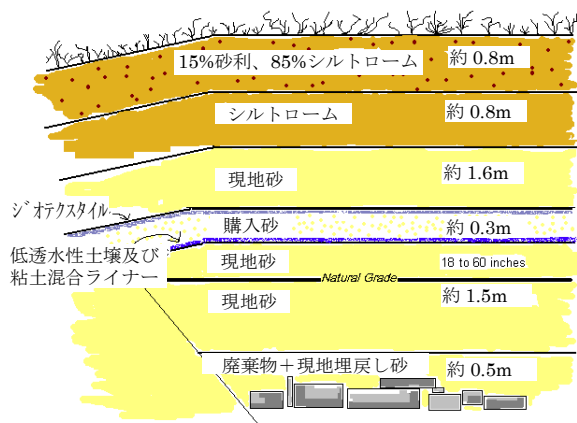 15%砂利、85%シルトローム
約 0.8m
シルトローム
約 0.8m
現地砂
約 1.6m
ｼﾞｵﾃｸｽﾀｲﾙ
購入砂
約 0.3m
低透水性土壌及び
粘土混合ライナー
現地砂
18 to 60 inches
Natural Grade
現地砂
約 1.5m
廃棄物＋現地埋戻し砂
約 0.5m